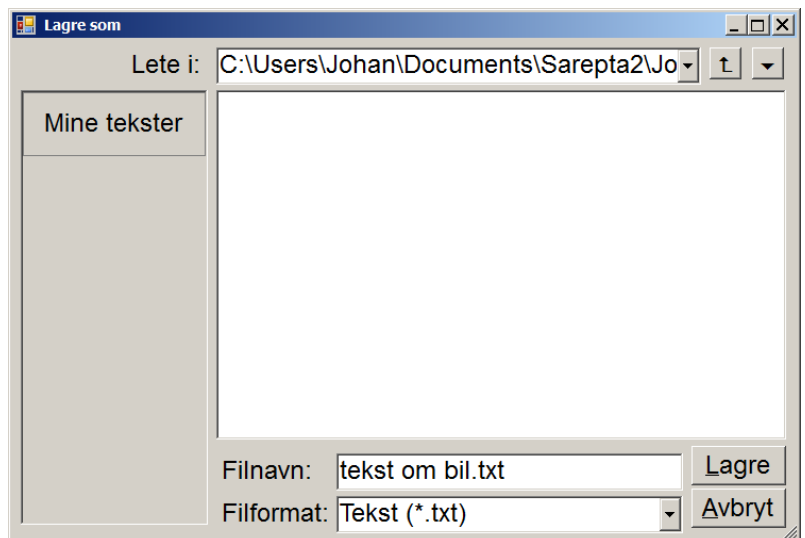 Lagre som
Lete i: C:\Users\Johan\Documents\Sarepta2\Jo
Mine tekster
Filnavn: tekst om bil.txt
Lagre
Filformat: Tekst (*.txt)
Avbryt